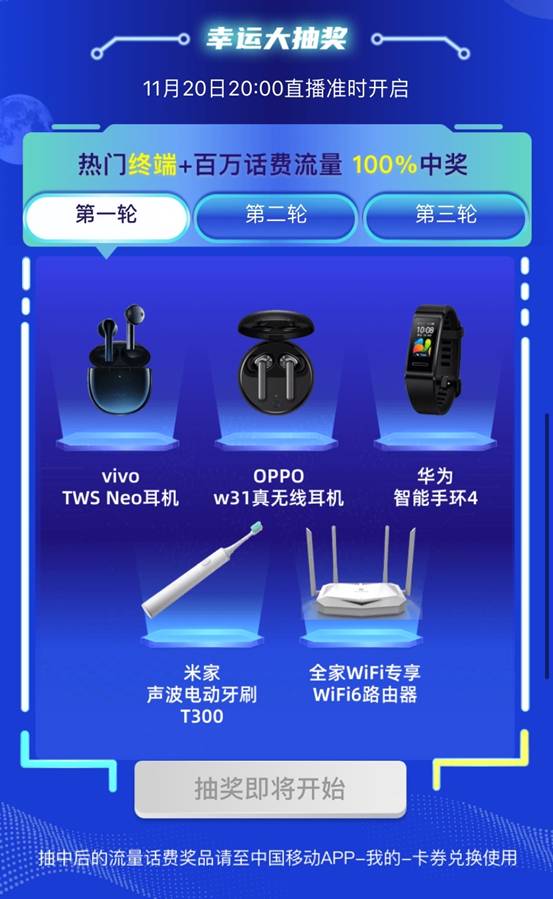 幸运大抽奖
11月20日20:00直播准时开启
热门终端+百万话费流量 100%中奖
第一轮
第二轮
第三轮
vivo
TWS Neo耳机
OPPO
w31真无线耳机
华为
智能手环4
米家
声波电动牙刷
T300
全家WiFi专享
WiFi6路由器
抽奖即将开始
抽中后的流量话费奖品请至中国移动APP-我的-卡券兑换使用